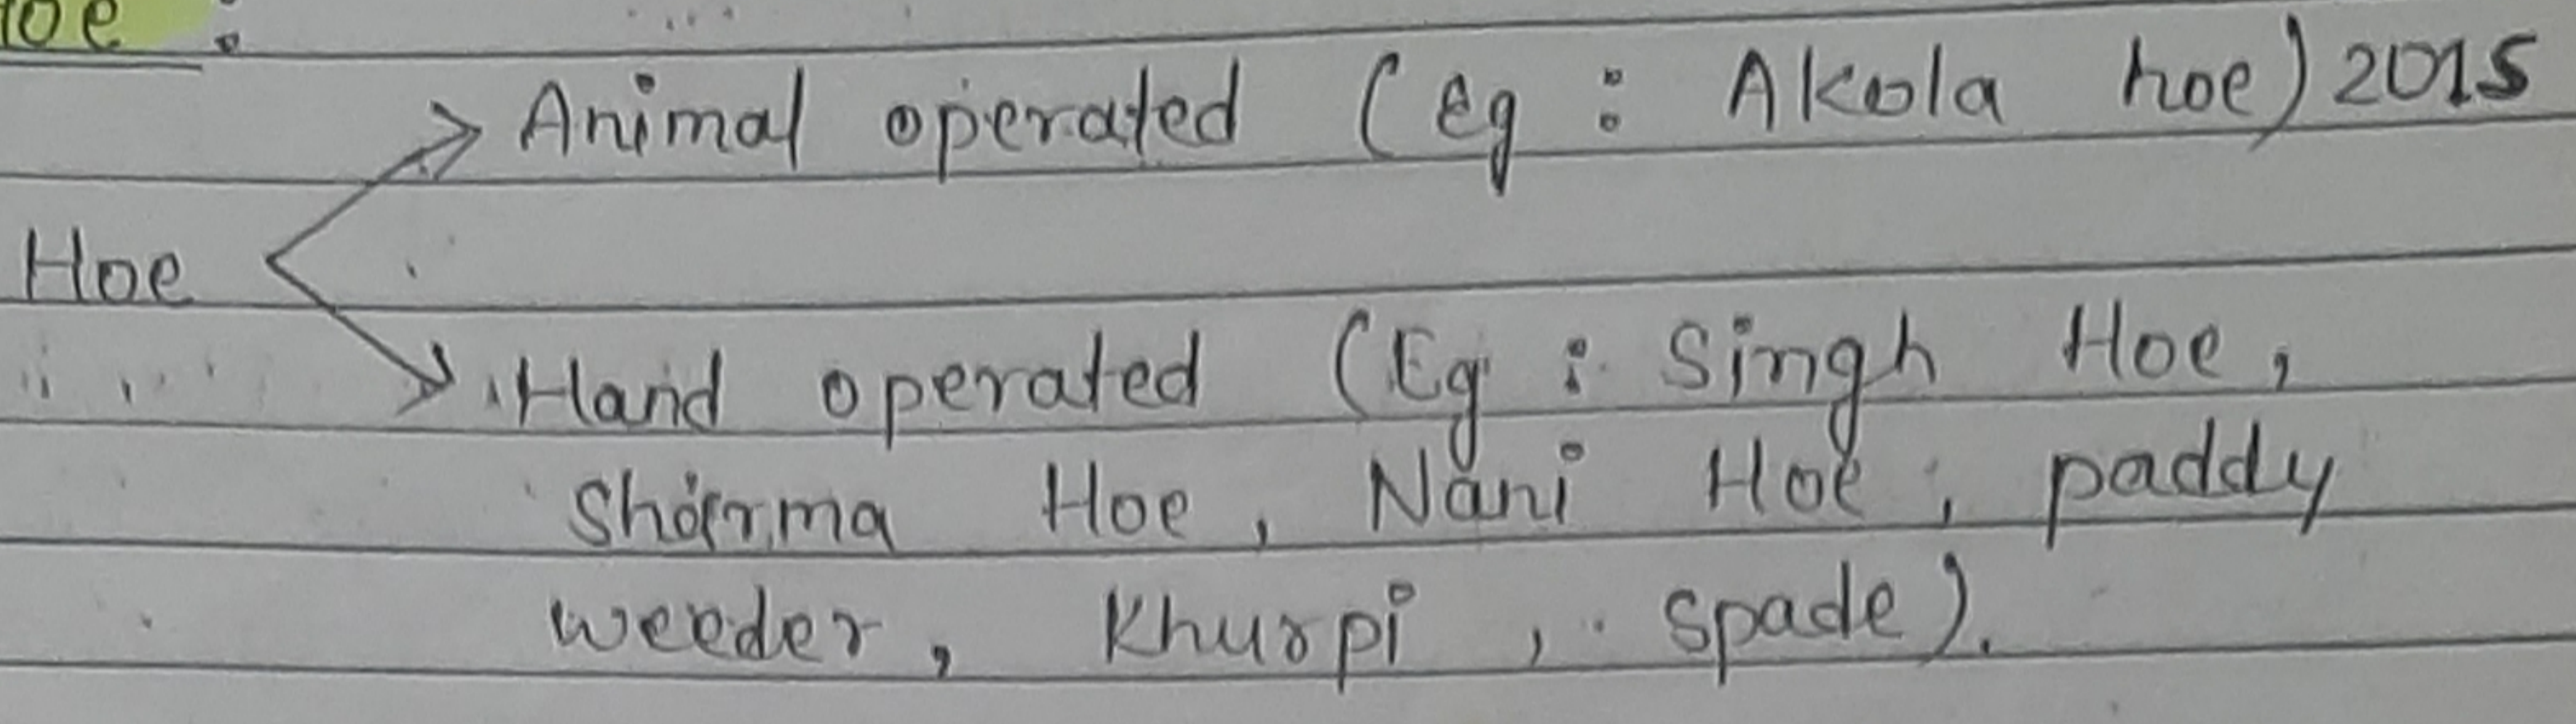 Hoe :
Animal operated (Eg : Akola hoe) 2015
Hoe
Hand operated (Eg : Singh Hoe,
Sharma Hoe, Nani Hoe, paddy
weeder, Khurpi, spade).